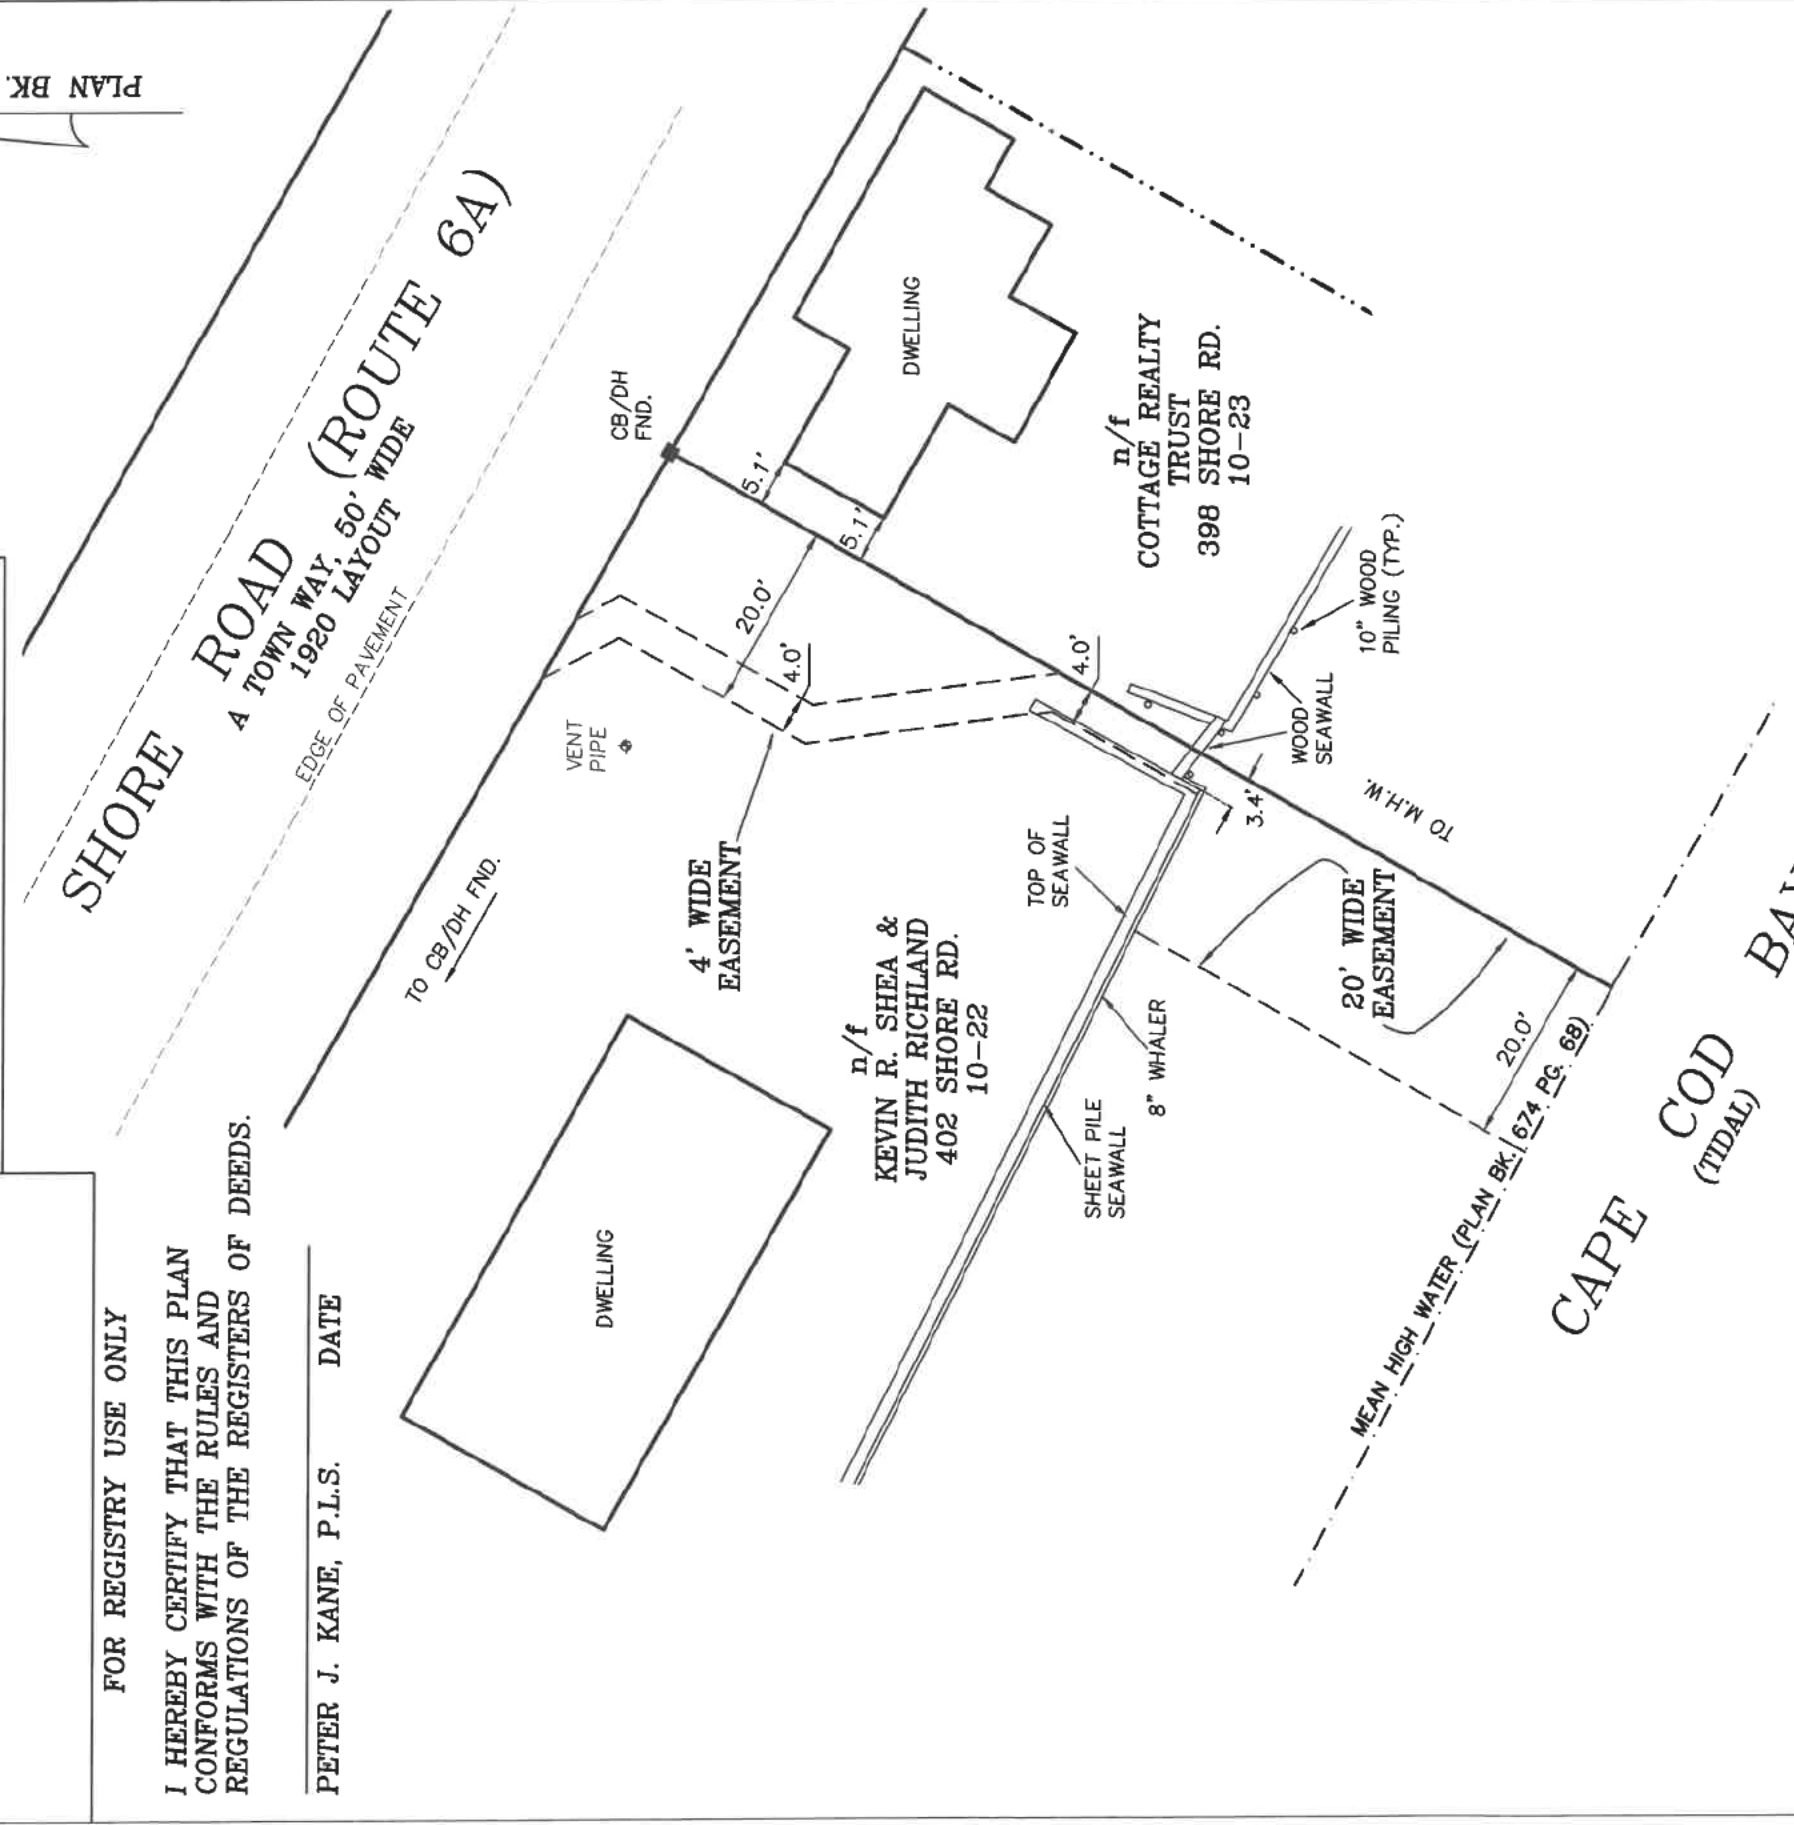 PLAN BK.
FOR REGISTRY USE ONLY
I HEREBY CERTIFY THAT THIS PLAN
CONFORMS WITH THE RULES AND
REGULATIONS OF THE REGISTERS OF DEEDS.
PETER J. KANE, P.L.S. DATE
SHORE ROAD (ROUTE 6A)
A TOWN WAY, 50' WIDE
1920 LAYOUT
EDGE OF PAVEMENT
TO CB/DH FND.
CB/DH
FND.
5.1'
5.1'
20.0'
4.0'
4.0'
VENT
PIPE
4' WIDE
EASEMENT
DWELLING
DWELLING
n/f
COTTAGE REALTY
TRUST
398 SHORE RD.
10-23
n/f
KEVIN R. SHEA &
JUDITH RICHLAND
402 SHORE RD.
10-22
10" WOOD
PILING (TYP.)
WOOD
SEAWALL
3.4'
TO M.H.W.
TOP OF
SEAWALL
8" WHALER
SHEET PILE
SEAWALL
20' WIDE
EASEMENT
20.0'
MEAN HIGH WATER (PLAN BK. 674 PG. 68)
CAPE COD
(TIDAL)